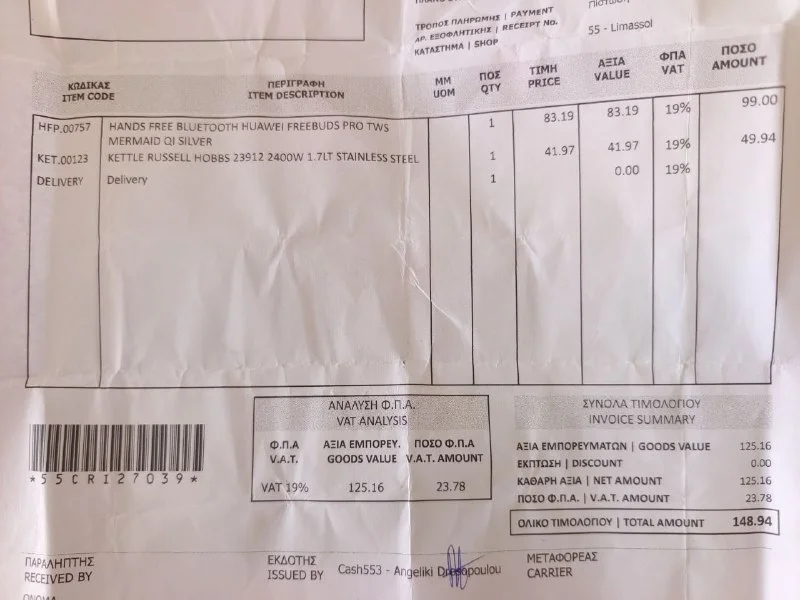 ΤΡΟΠΟΣ ΠΛΗΡΩΜΗΣ | PAYMENT
ΑΡ. ΕΞΟΦΛΗΤΙΚΗΣ | RECEIPT No.
ΚΑΤΑΣΤΗΜΑ | SHOP
55 - Limassol
ΚΩΔΙΚΑΣ ΠΕΡΙΓΡΑΦΗ ΜΜ ΠΟΣ ΤΙΜΗ ΑΞΙΑ ΦΠΑ ΠΟΣΟ
ITEM CODE ITEM DESCRIPTION UOM QTY PRICE VALUE VAT AMOUNT
HFP.00757 HANDS FREE BLUETOOTH HUAWEI FREEBUDS PRO TWS 1 83.19 83.19 19% 99.00
MERMAID QI SILVER
KET.00123 KETTLE RUSSELL HOBBS 23912 2400W 1.7LT STAINLESS STEEL 1 41.97 41.97 19% 49.94
DELIVERY Delivery 1 0.00 19%
ΑΝΑΛΥΣΗ Φ.Π.Α.
VAT ANALYSIS
Φ.Π.Α ΑΞΙΑ ΕΜΠΟΡΕΥ. ΠΟΣΟ Φ.Π.Α
V.A.T. GOODS VALUE V.A.T. AMOUNT
VAT 19% 125.16 23.78
ΣΥΝΟΛΑ ΤΙΜΟΛΟΓΙΟΥ
INVOICE SUMMARY
ΑΞΙΑ ΕΜΠΟΡΕΥΜΑΤΩΝ | GOODS VALUE 125.16
ΕΚΠΤΩΣΗ | DISCOUNT 0.00
ΚΑΘΑΡΗ ΑΞΙΑ | NET AMOUNT 125.16
ΠΟΣΟ Φ.Π.Α. | V.A.T. AMOUNT 23.78
ΟΛΙΚΟ ΤΙΜΟΛΟΓΙΟΥ | TOTAL AMOUNT 148.94
*55CRI27039*
ΠΑΡΑΛΗΠΤΗΣ
RECEIVED BY
ΕΚΔΟΤΗΣ
ISSUED BY
Cash553 - Angeliki
ΜΕΤΑΦΟΡΕΑΣ
CARRIER